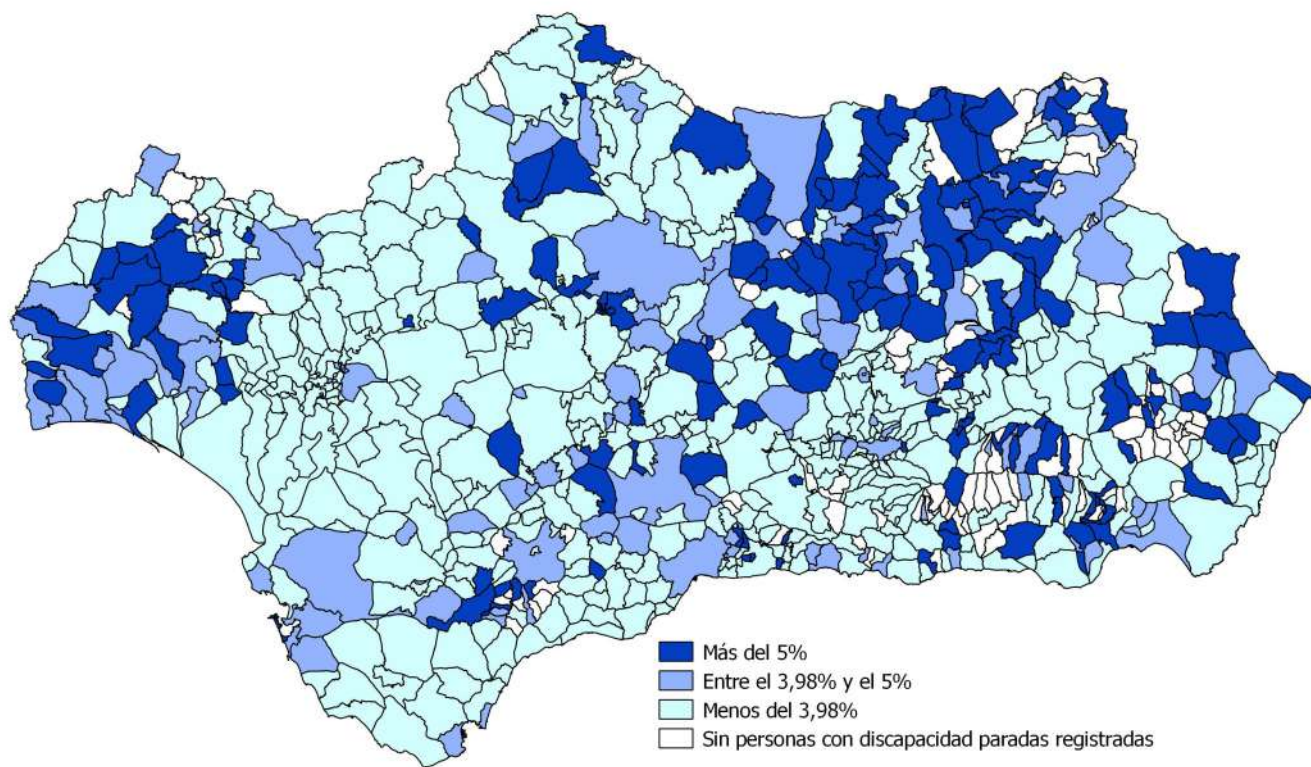 Más del 5%
Entre el 3,98% y el 5%
Menos del 3,98%
Sin personas con discapacidad paradas registradas